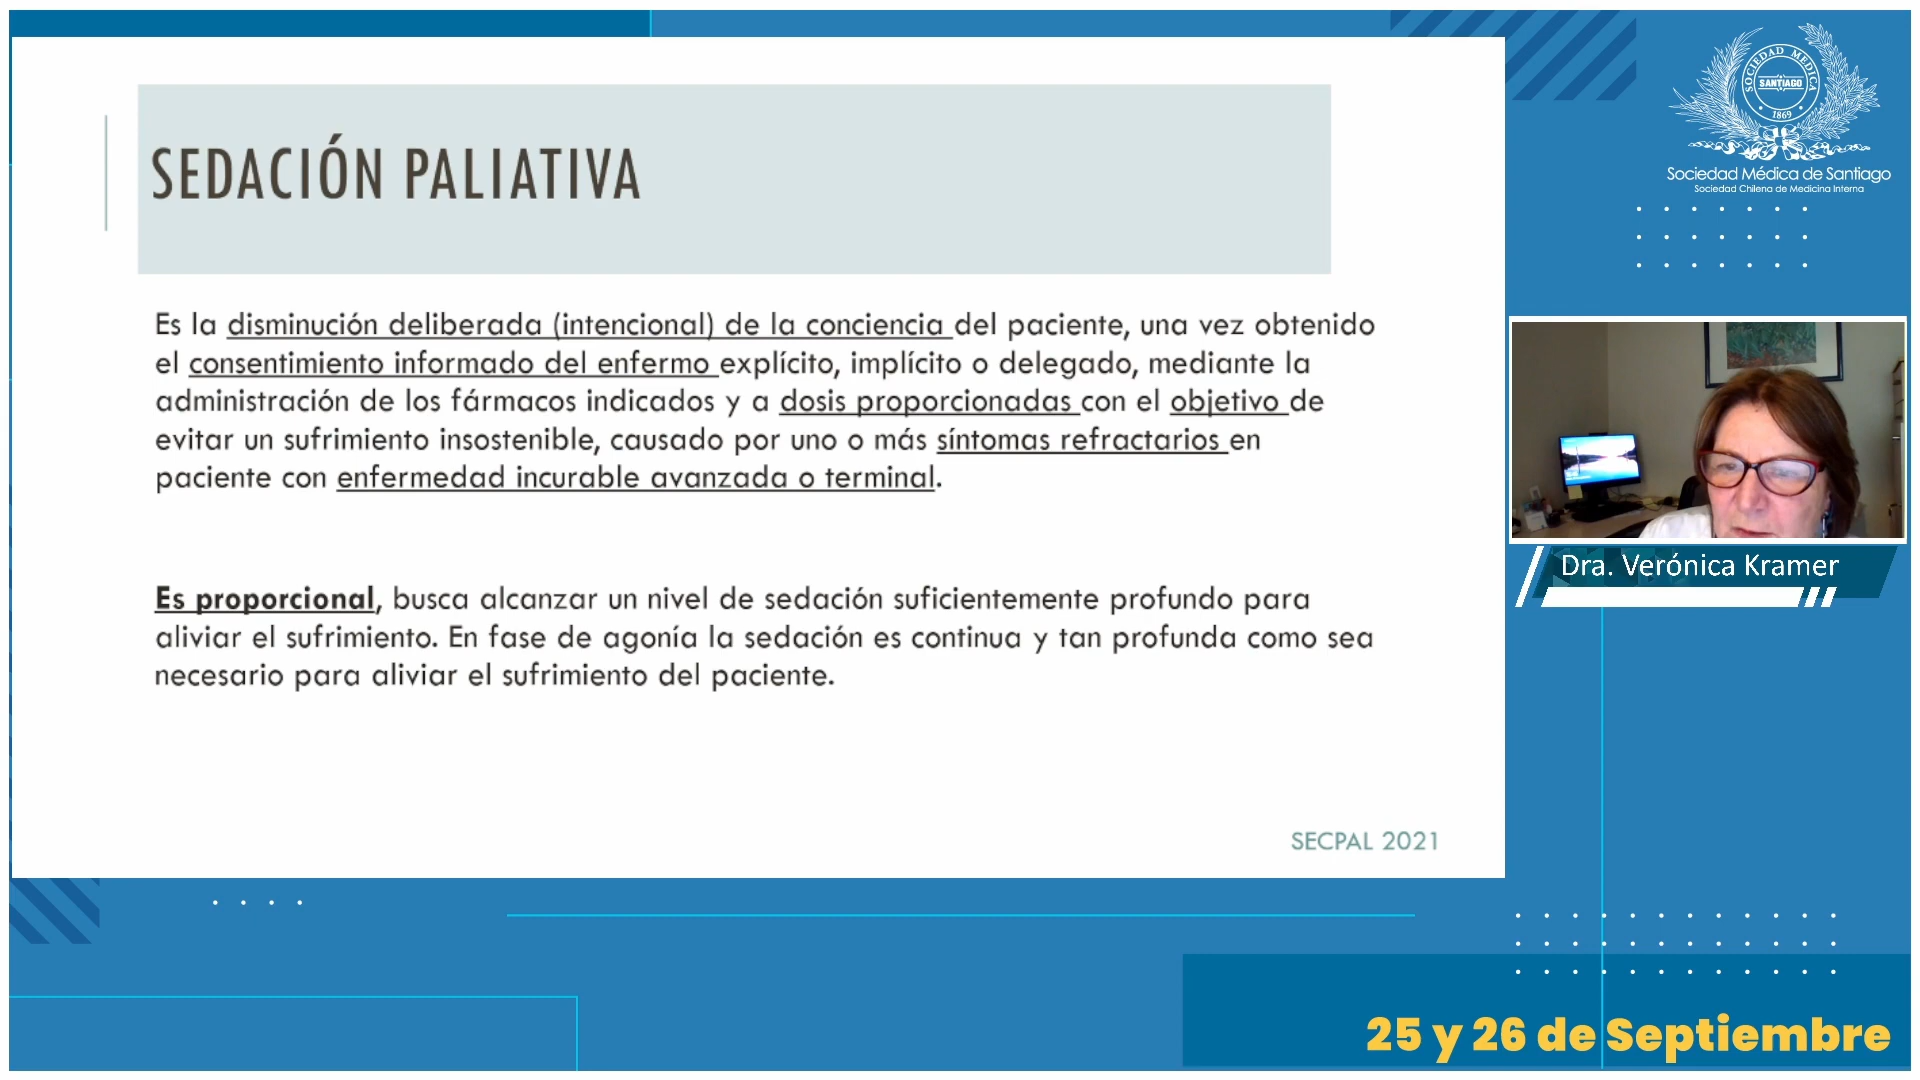 SEDACIÓN PALIATIVA
Es la disminución deliberada (intencional) de la conciencia del paciente, una vez obtenido
el consentimiento informado del enfermo explícito, implícito o delegado, mediante la
administración de los fármacos indicados y a dosis proporcionadas con el objetivo de
evitar un sufrimiento insostenible, causado por uno o más síntomas refractarios en
paciente con enfermedad incurable avanzada o terminal.
Es proporcional, busca alcanzar un nivel de sedación suficientemente profundo para
aliviar el sufrimiento. En fase de agonía la sedación es continua y tan profunda como sea
necesario para aliviar el sufrimiento del paciente.
SECPAL 2021
SOCIEDAD MEDICA
SANTIAGO
1869
Sociedad Médica de Santiago
Sociedad Chilena de Medicina Interna
Dra. Verónica Kramer
25 y 26 de Septiembre